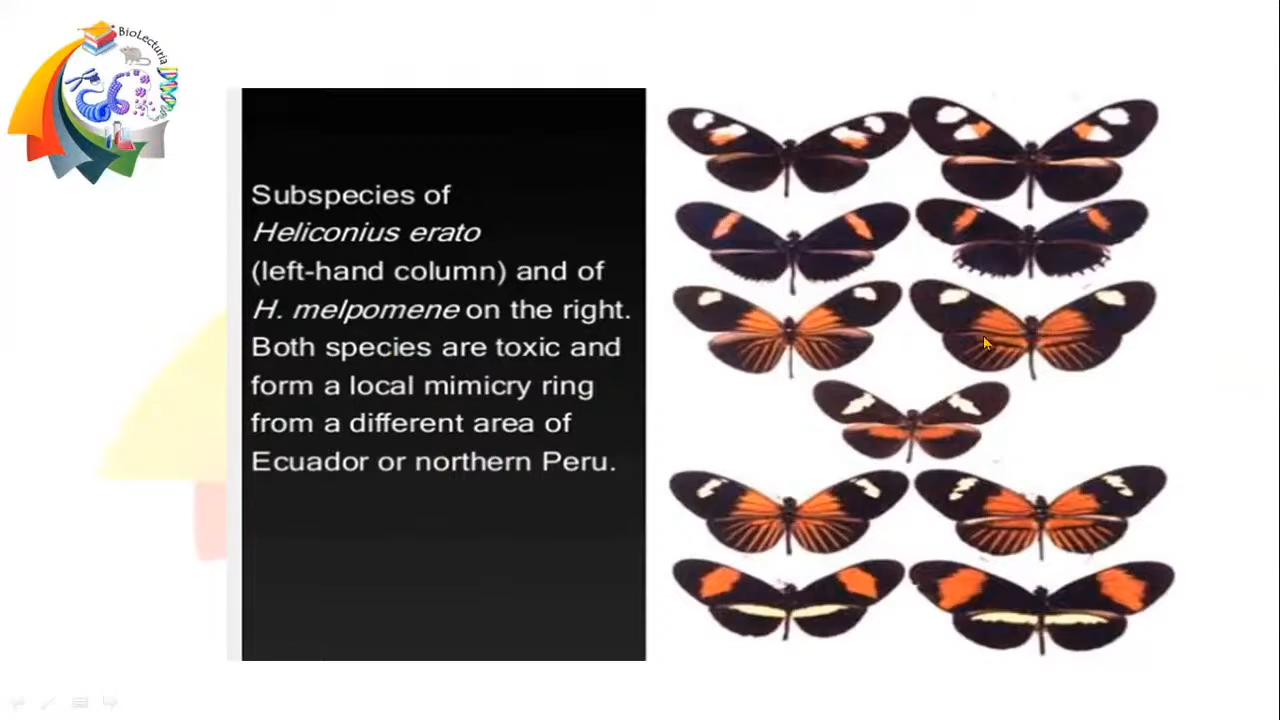 BioLecturia
Subspecies of
Heliconius erato
(left-hand column) and of
H. melpomene on the right.
Both species are toxic and
form a local mimicry ring
from a different area of
Ecuador or northern Peru.